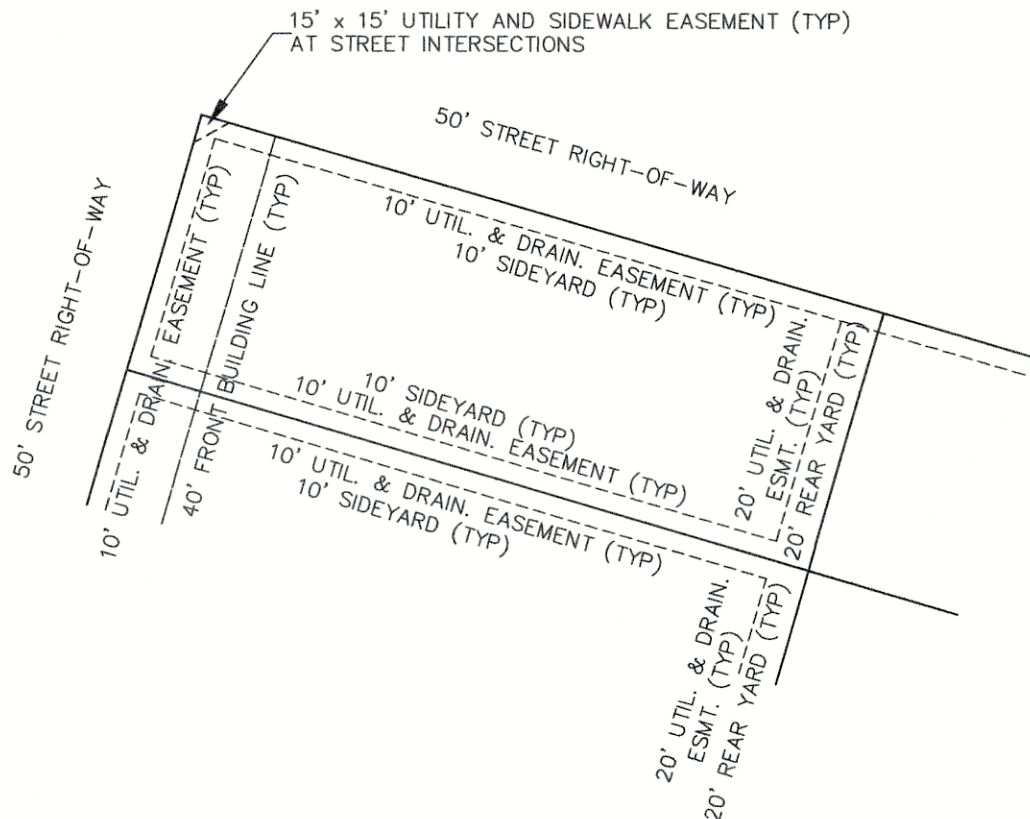 15' x 15' UTILITY AND SIDEWALK EASEMENT (TYP)
AT STREET INTERSECTIONS
50' STREET RIGHT-OF-WAY
50' STREET RIGHT-OF-WAY
10' UTIL. & DRAIN. EASEMENT (TYP)
40' FRONT BUILDING LINE (TYP)
10' UTIL. & DRAIN. EASEMENT (TYP)
10' SIDEYARD (TYP)
20' UTIL. & DRAIN.
ESMT. (TYP)
20' REAR YARD (TYP)
10' SIDEYARD (TYP)
10' UTIL. & DRAIN. EASEMENT (TYP)
10' UTIL. & DRAIN. EASEMENT (TYP)
10' SIDEYARD (TYP)
20' UTIL. & DRAIN.
ESMT. (TYP)
20' REAR YARD (TYP)